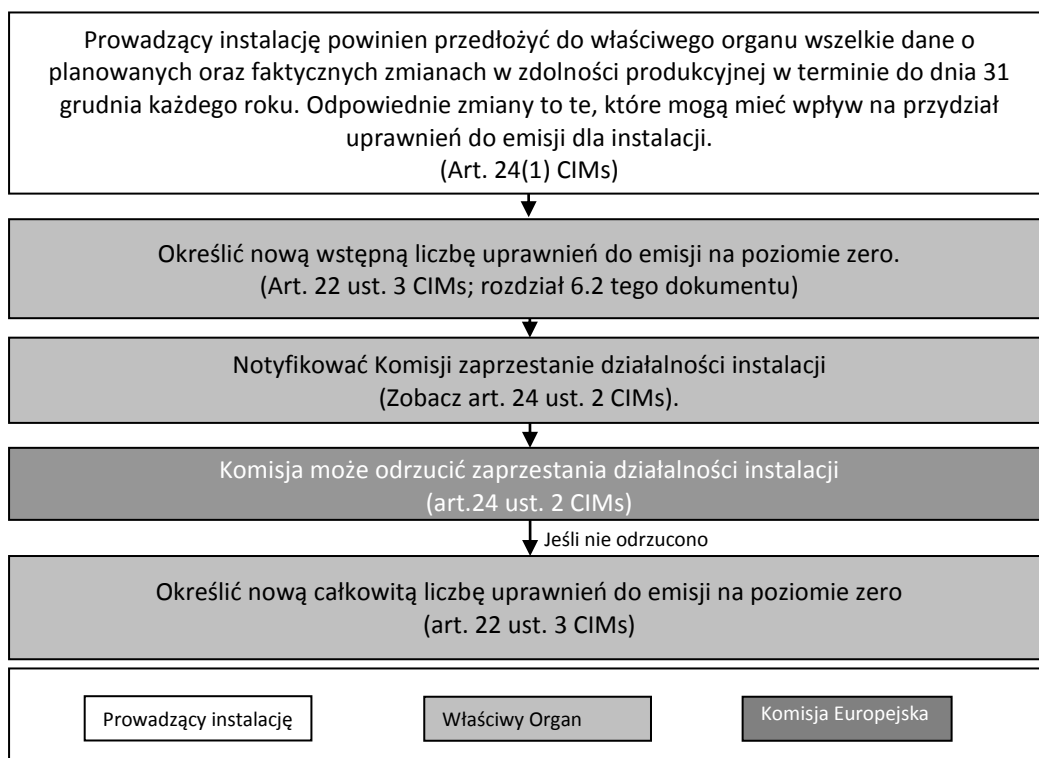 Prowadzący instalację powinien przedłożyć do właściwego organu wszelkie dane o
planowanych oraz faktycznych zmianach w zdolności produkcyjnej w terminie do dnia 31
grudnia każdego roku. Odpowiednie zmiany to te, które mogą mieć wpływ na przydział
uprawnień do emisji dla instalacji.
(Art. 24(1) CIMs)
Określić nową wstępną liczbę uprawnień do emisji na poziomie zero.
(Art. 22 ust. 3 CIMs; rozdział 6.2 tego dokumentu)
Notyfikować Komisji zaprzestanie działalności instalacji
(Zobacz art. 24 ust. 2 CIMs).
Komisja może odrzucić zaprzestania działalności instalacji
(art.24 ust. 2 CIMs)
Jeśli nie odrzucono
Określić nową całkowitą liczbę uprawnień do emisji na poziomie zero
(art. 22 ust. 3 CIMs)
Prowadzący instalację
Właściwy Organ
Komisja Europejska